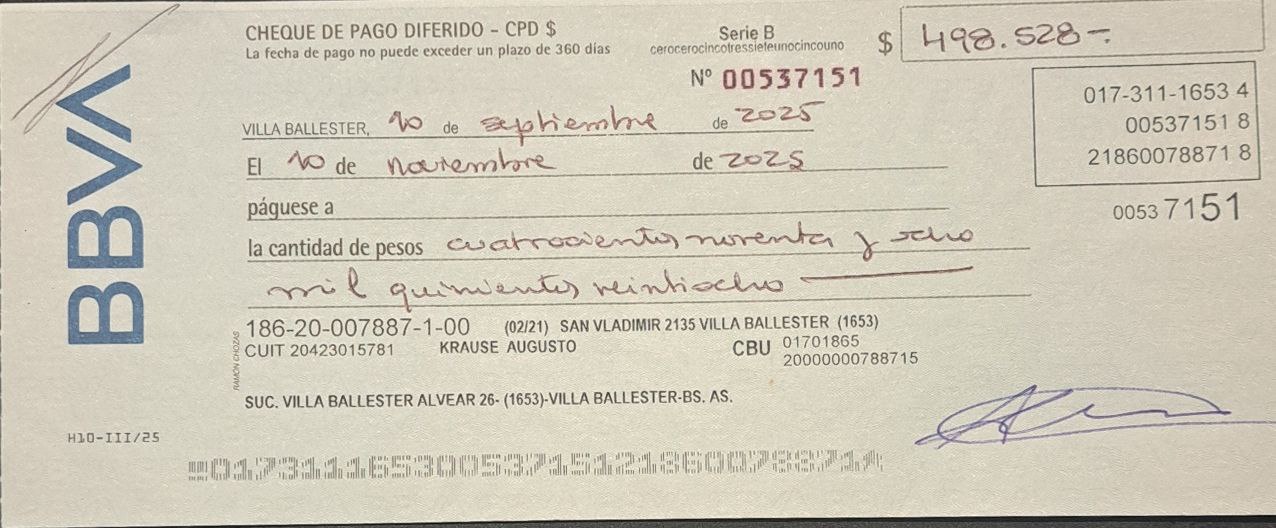 BBVA
CHEQUE DE PAGO DIFERIDO - CPD $
La fecha de pago no puede exceder un plazo de 360 días
Serie B
cerocerocincotressieteunocincouno
$ 498.528-.
Nº 00537151
017-311-1653 4
00537151 8
21860078871 8
0053 7151
VILLA BALLESTER, 10 de septiembre de 2025
El 10 de noviembre de 2025
páguese a
la cantidad de pesos cuatrocientos noventa y ocho
mil quinientos veintiocho
186-20-007887-1-00 (02/21) SAN VLADIMIR 2135 VILLA BALLESTER (1653)
CUIT 20423015781 KRAUSE AUGUSTO CBU 01701865
20000000788715
RAMON CHOZAS
SUC. VILLA BALLESTER ALVEAR 26- (1653)-VILLA BALLESTER-BS. AS.
H10-III/25